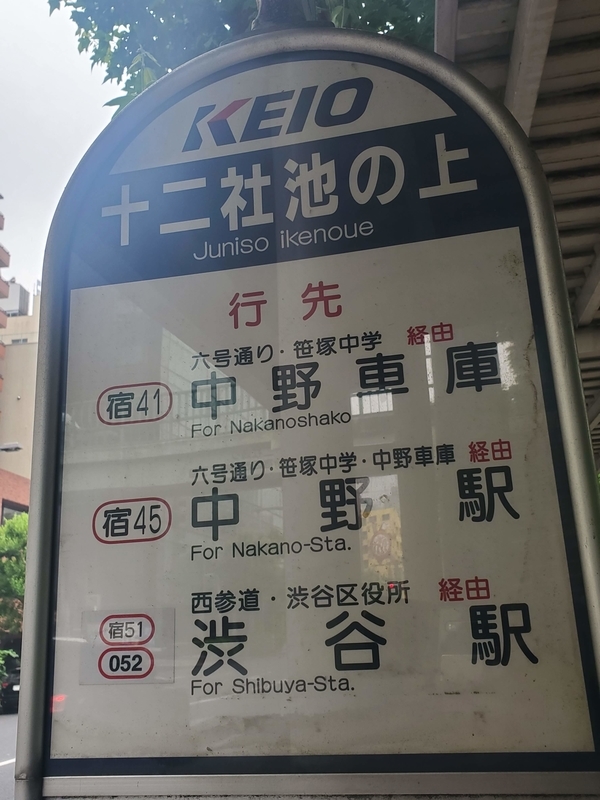 KEIO
十二社池の上
Juniso ikenoue
行先
六号通り・笹塚中学 経由
宿41 中野車庫
For Nakanoshako
六号通り・笹塚中学・中野車庫 経由
宿45 中野駅
For Nakano-Sta.
西参道・渋谷区役所 経由
宿51 渋谷駅
052
For Shibuya-Sta.